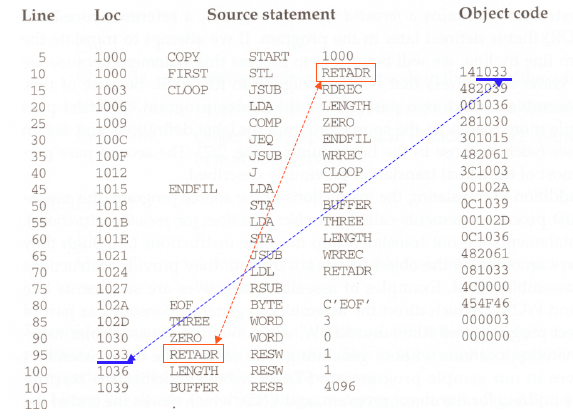 Line Loc Source statement Object code
5 1000 COPY START 1000
10 1000 FIRST STL RETADR 141033
15 1003 CLOOP JSUB RDREC 482039
20 1006 LDA LENGTH 001036
25 1009 COMP ZERO 281030
30 100C JEQ ENDFIL 301015
35 100F JSUB WRREC 482061
40 1012 J CLOOP 3C1003
45 1015 ENDFIL LDA EOF 00102A
50 1018 STA BUFFER 0C1039
55 101B LDA THREE 00102D
60 101E STA LENGTH 0C1036
65 1021 JSUB WRREC 482061
70 1024 LDL RETADR 081033
75 1027 RSUB 4C0000
80 102A EOF BYTE C'EOF' 454F46
85 102D THREE WORD 3 000003
90 1030 ZERO WORD 0 000000
95 1033 RETADR RESW 1
100 1036 LENGTH RESW 1
105 1039 BUFFER RESB 4096
110 .